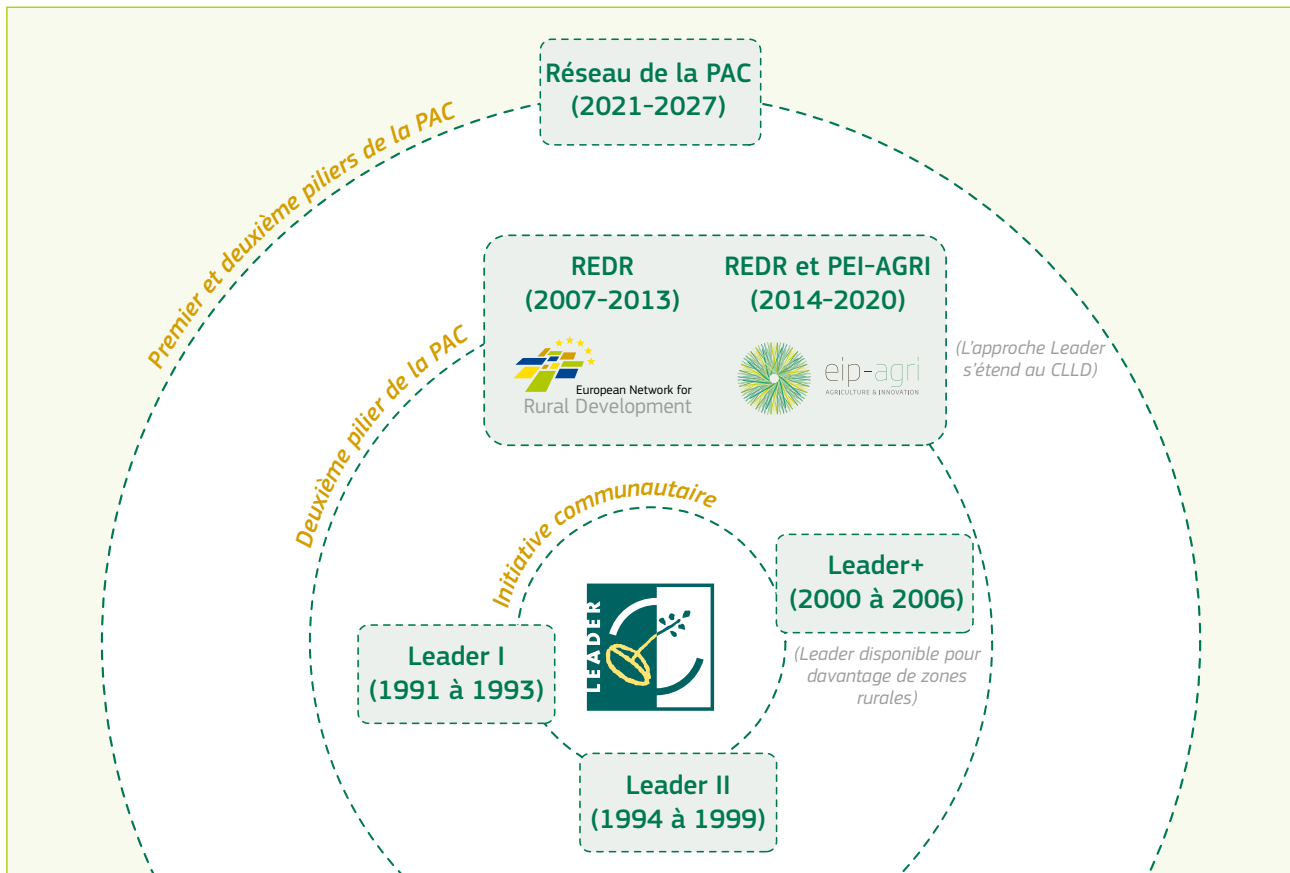 Réseau de la PAC
(2021-2027)
Premier et deuxième piliers de la PAC
REDR
(2007-2013)
European Network for
Rural Development
REDR et PEI-AGRI
(2014-2020)
eip-agri
AGRICULTURE & INNOVATION
(L'approche Leader
s'étend au CLLD)
Deuxième pilier de la PAC
Initiative communautaire
Leader+
(2000 à 2006)
(Leader disponible pour
davantage de zones
rurales)
LEADER
Leader I
(1991 à 1993)
Leader II
(1994 à 1999)